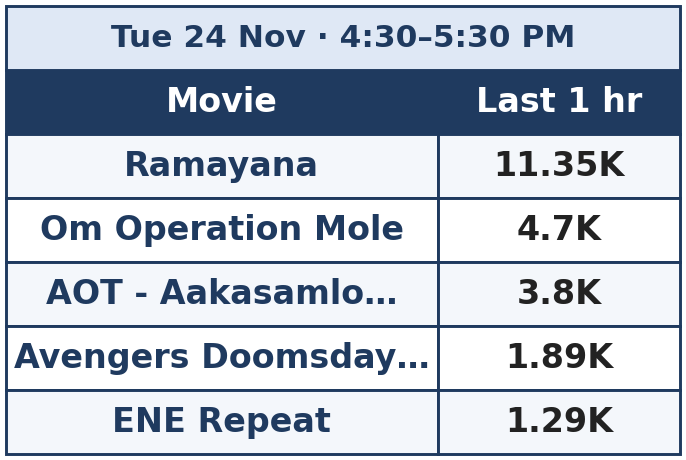 Tue 24 Nov · 4:30–5:30 PM
Movie Last 1 hr
Ramayana 11.35K
Om Operation Mole 4.7K
AOT - Aakasamlo... 3.8K
Avengers Doomsday... 1.89K
ENE Repeat 1.29K